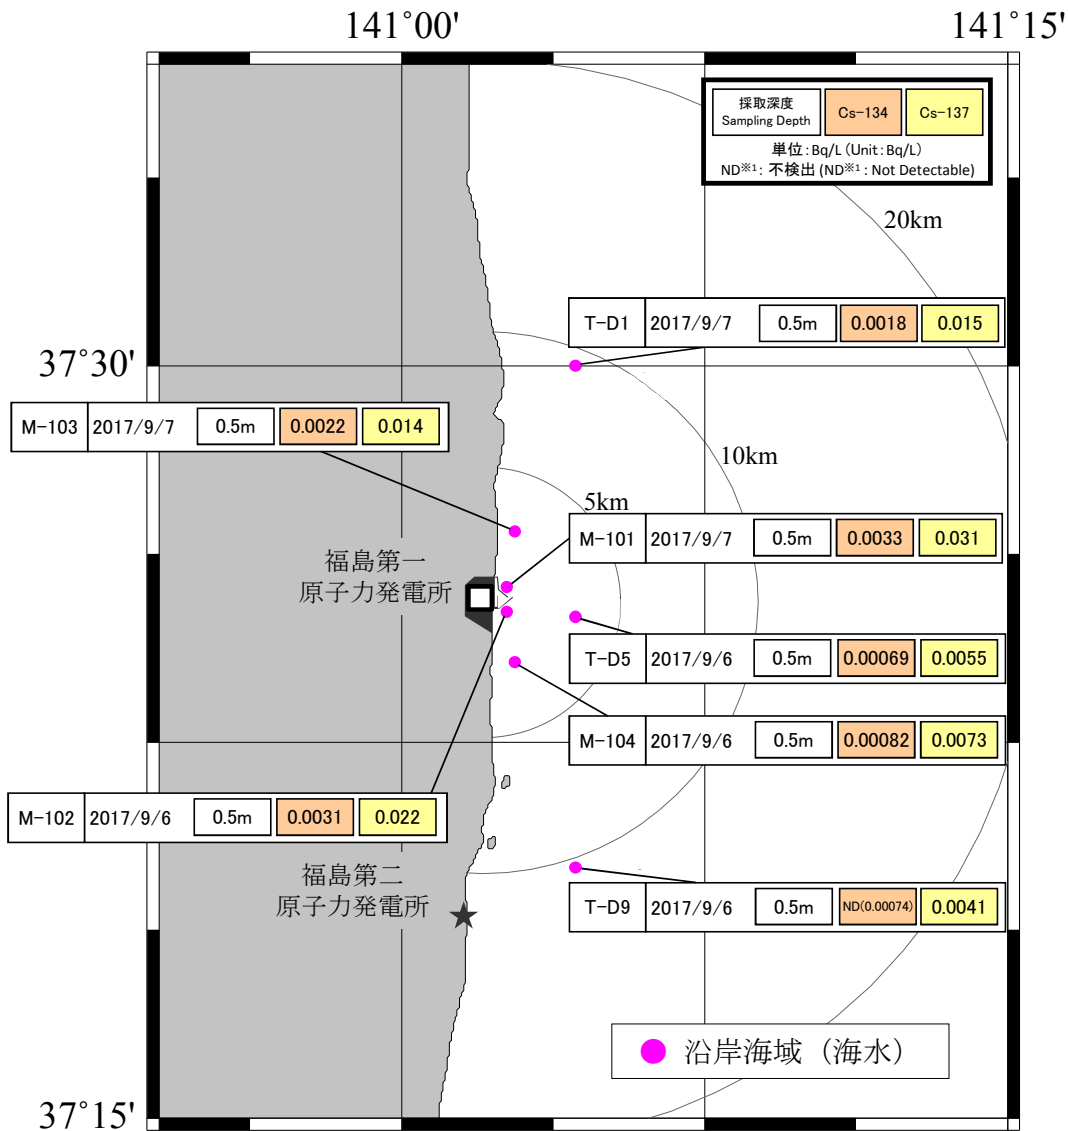 141°00'
141°15'
採取深度
Sampling Depth
Cs-134
Cs-137
単位：Bq/L（Unit：Bq/L）
ND※1：不検出（ND※1：Not Detectable）
20km
T-D1 2017/9/7 0.5m 0.0018 0.015
37°30'
M-103 2017/9/7 0.5m 0.0022 0.014
10km
5km
M-101 2017/9/7 0.5m 0.0033 0.031
福島第一
原子力発電所
T-D5 2017/9/6 0.5m 0.00069 0.0055
M-104 2017/9/6 0.5m 0.00082 0.0073
M-102 2017/9/6 0.5m 0.0031 0.022
福島第二
原子力発電所
T-D9 2017/9/6 0.5m ND(0.00074) 0.0041
沿岸海域（海水）
37°15'